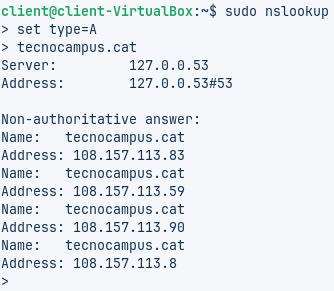 client@client-VirtualBox:~$ sudo nslookup
> set type=A
> tecnocampus.cat
Server:         127.0.0.53
Address:        127.0.0.53#53

Non-authoritative answer:
Name:   tecnocampus.cat
Address: 108.157.113.83
Name:   tecnocampus.cat
Address: 108.157.113.59
Name:   tecnocampus.cat
Address: 108.157.113.90
Name:   tecnocampus.cat
Address: 108.157.113.8
>